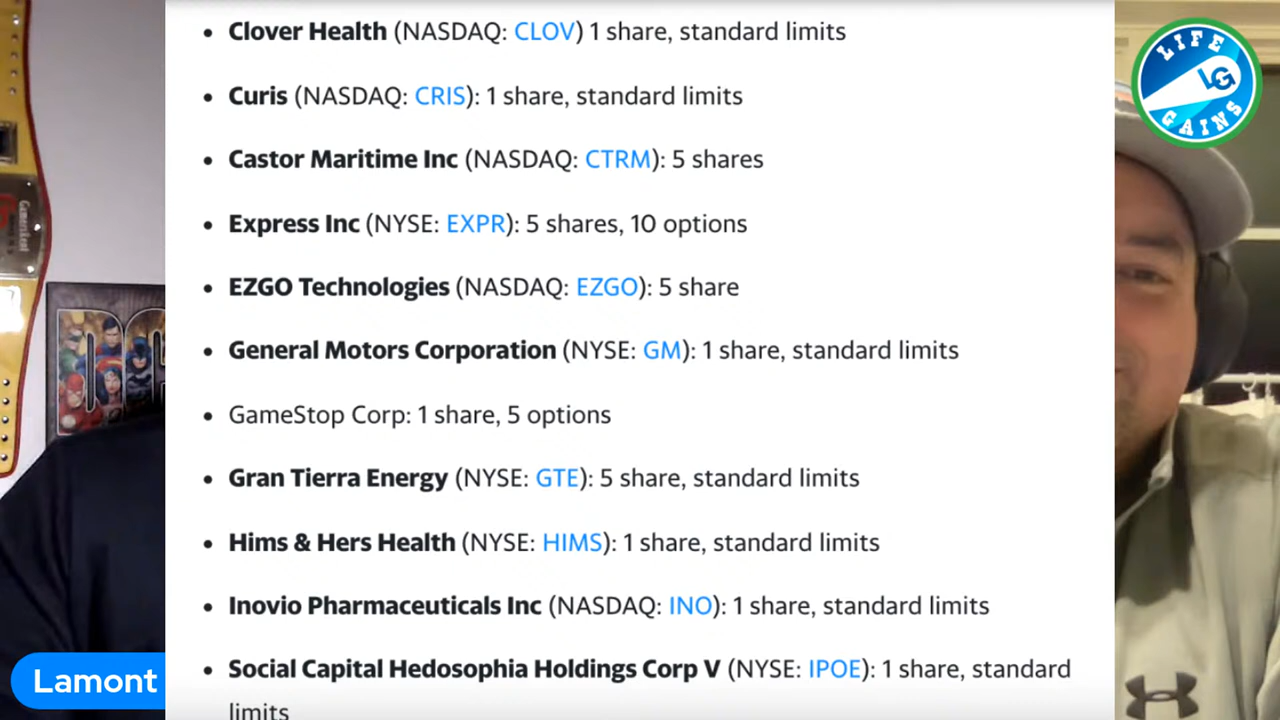 Clover Health (NASDAQ: CLOV) 1 share, standard limits
Curis (NASDAQ: CRIS): 1 share, standard limits
Castor Maritime Inc (NASDAQ: CTRM): 5 shares
Express Inc (NYSE: EXPR): 5 shares, 10 options
EZGO Technologies (NASDAQ: EZGO): 5 share
General Motors Corporation (NYSE: GM): 1 share, standard limits
GameStop Corp: 1 share, 5 options
Gran Tierra Energy (NYSE: GTE): 5 share, standard limits
Hims & Hers Health (NYSE: HIMS): 1 share, standard limits
Inovio Pharmaceuticals Inc (NASDAQ: INO): 1 share, standard limits
Social Capital Hedosophia Holdings Corp V (NYSE: IPOE): 1 share, standard
limits
LIFE
LG
GAINS
Lamont